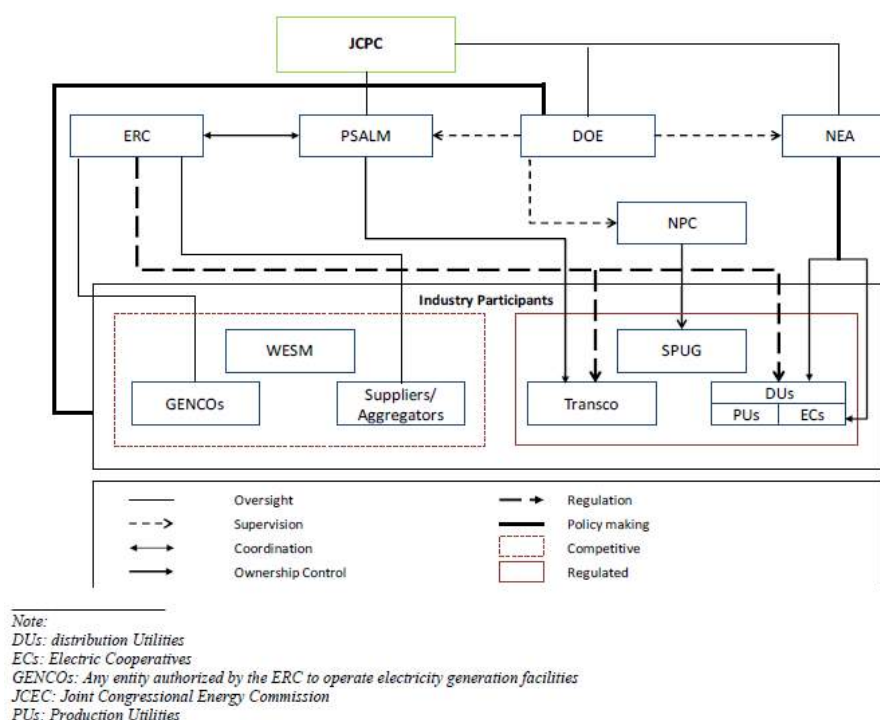 JCPC
ERC
PSALM
DOE
NEA
NPC
Industry Participants
WESM
SPUG
GENCOs
Suppliers/
Aggregators
Transco
DUs
PUs
ECs
Oversight
Regulation
Supervision
Policy making
Coordination
Competitive
Ownership Control
Regulated
Note:
DUs: distribution Utilities
ECs: Electric Cooperatives
GENCOs: Any entity authorized by the ERC to operate electricity generation facilities
JCEC: Joint Congressional Energy Commission
PUs: Production Utilities